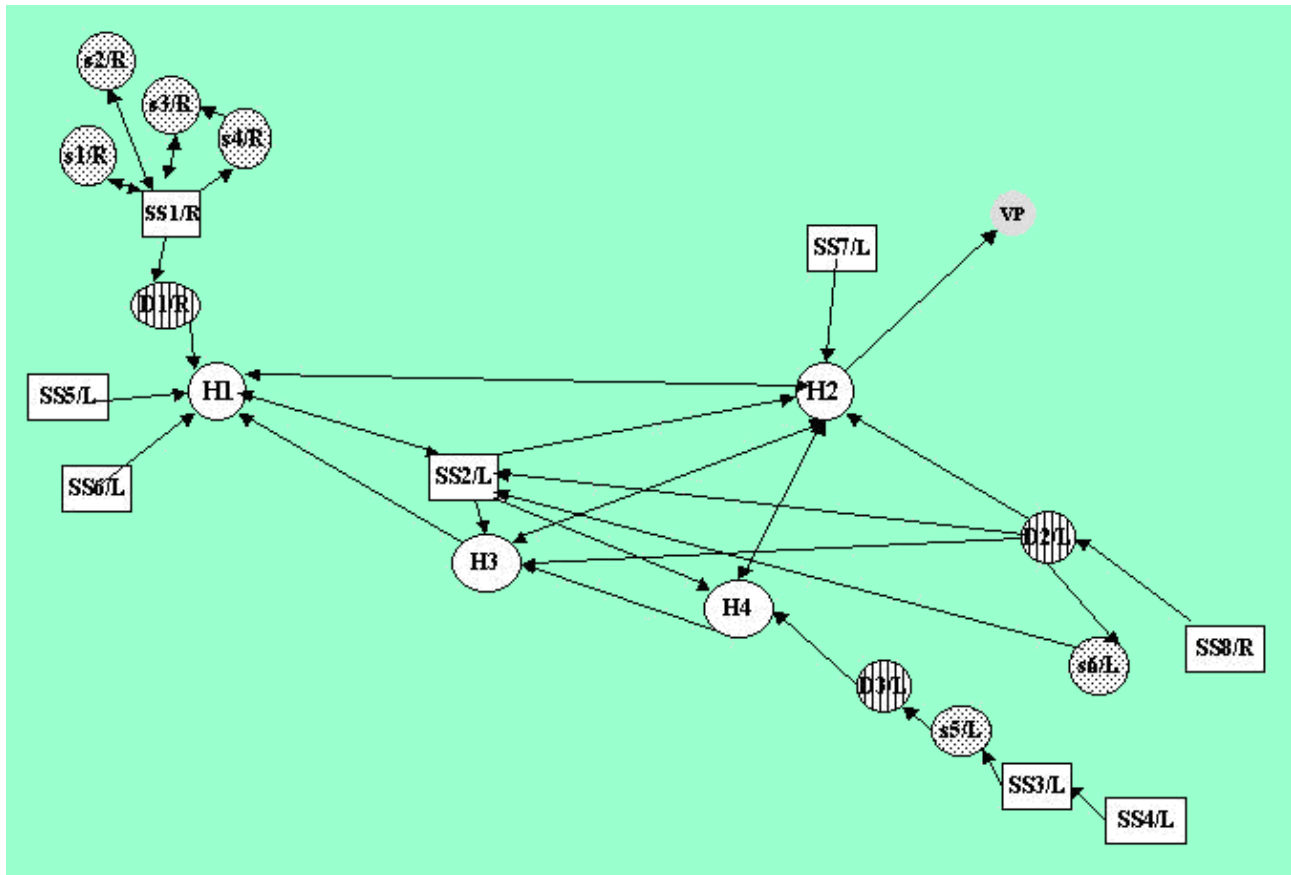 s2/R
s3/R
s4/R
s1/R
SS1/R
VP
SS7/L
D1/R
H1
H2
SS5/L
SS2/L
SS6/L
D2/L
H3
H4
SS8/R
s6/L
D3/L
s5/L
SS3/L
SS4/L